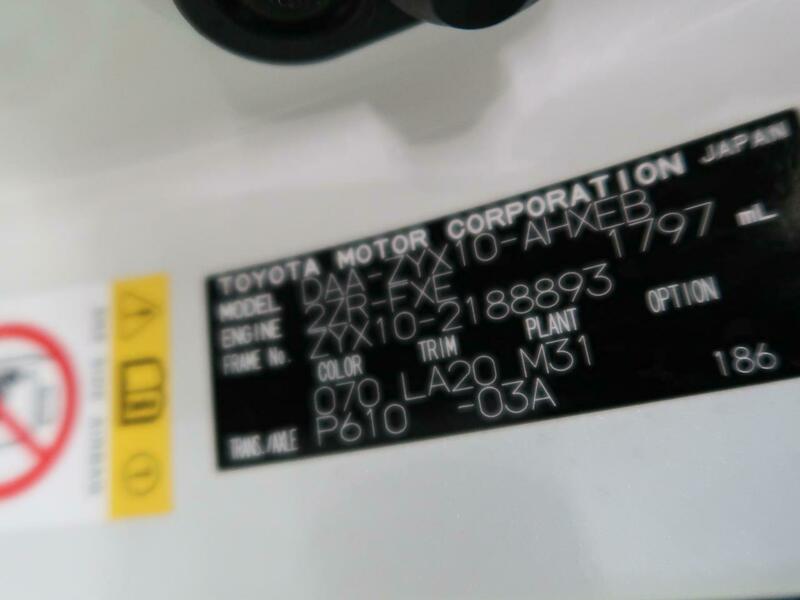 TOYOTA MOTOR CORPORATION JAPAN
MODEL DAA-ZYX10-AHXEB
ENGINE 2ZR-FXE 1797 mL
FRAME No. ZYX10-2188893
COLOR TRIM PLANT OPTION
070 LA20 M31
TRANS./AXLE P610 -03A 186